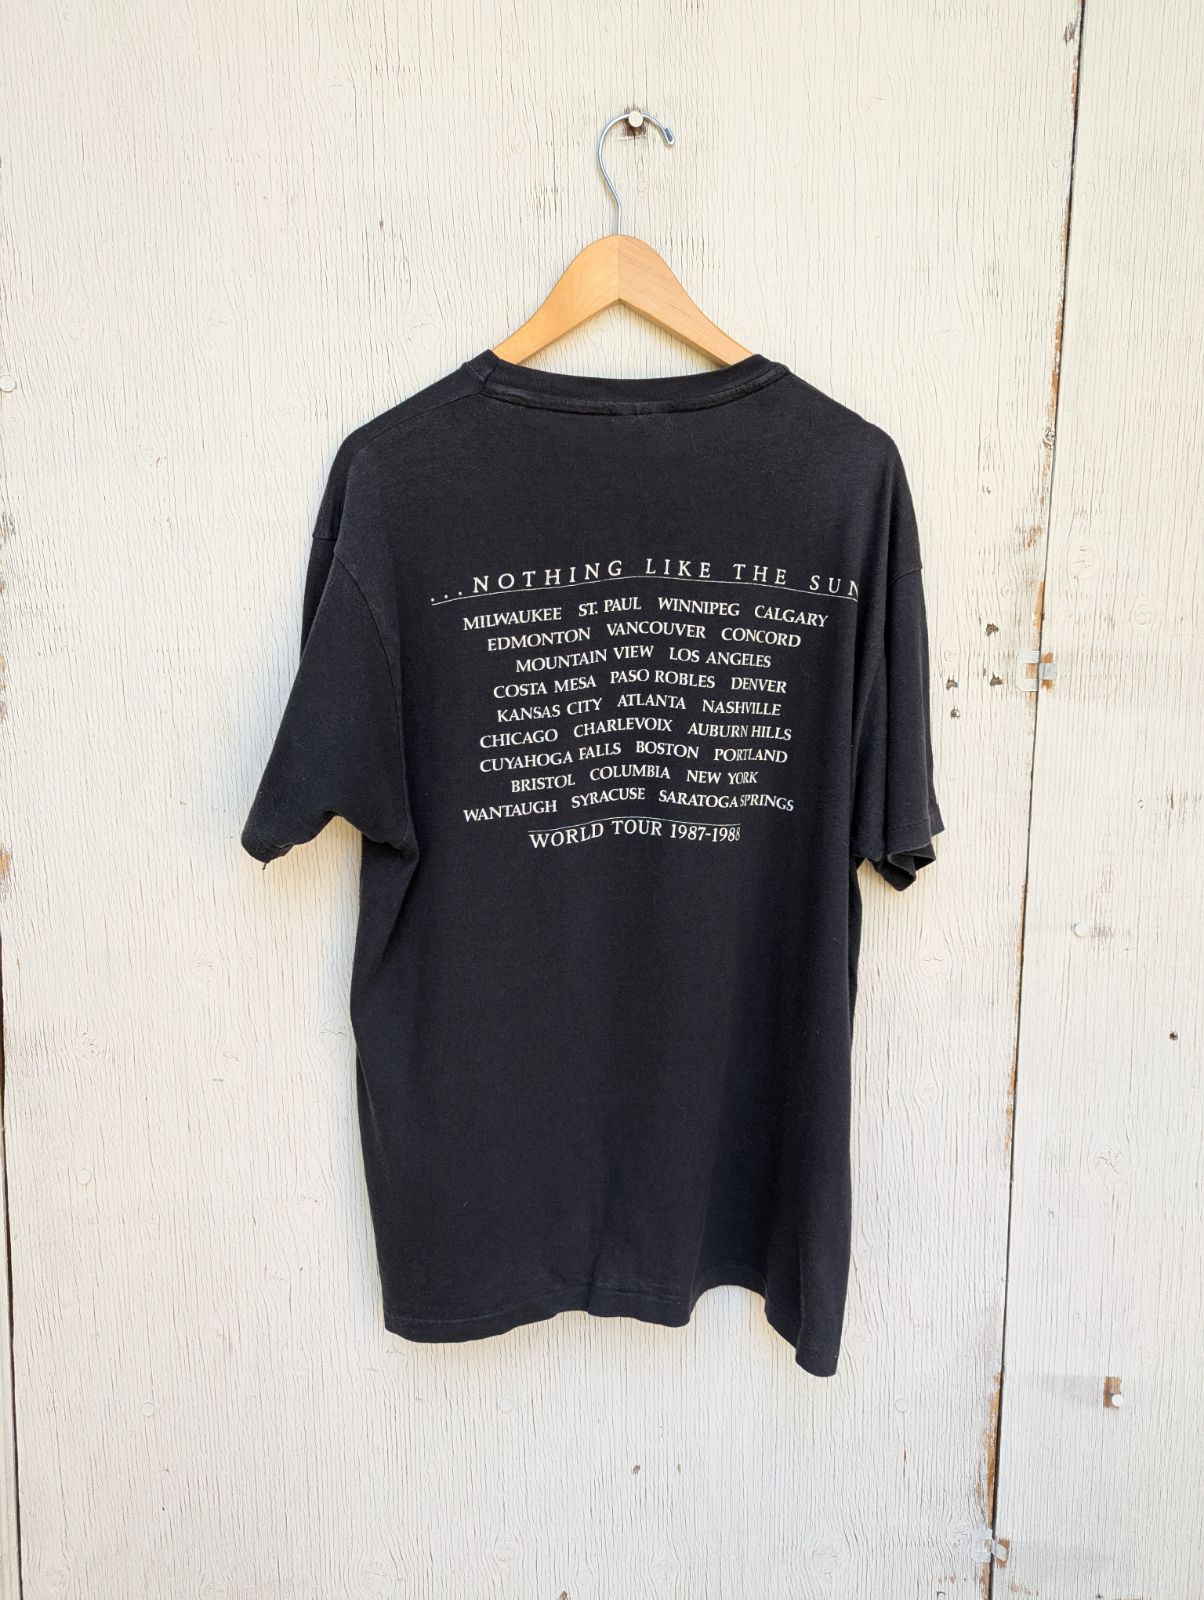 ...NOTHING LIKE THE SUN
MILWAUKEE ST. PAUL WINNIPEG CALGARY
EDMONTON VANCOUVER CONCORD
MOUNTAIN VIEW LOS ANGELES
COSTA MESA PASO ROBLES DENVER
KANSAS CITY ATLANTA NASHVILLE
CHICAGO CHARLEVOIX AUBURN HILLS
CUYAHOGA FALLS BOSTON PORTLAND
BRISTOL COLUMBIA NEW YORK
WANTAUGH SYRACUSE SARATOGA SPRINGS
WORLD TOUR 1987-1988